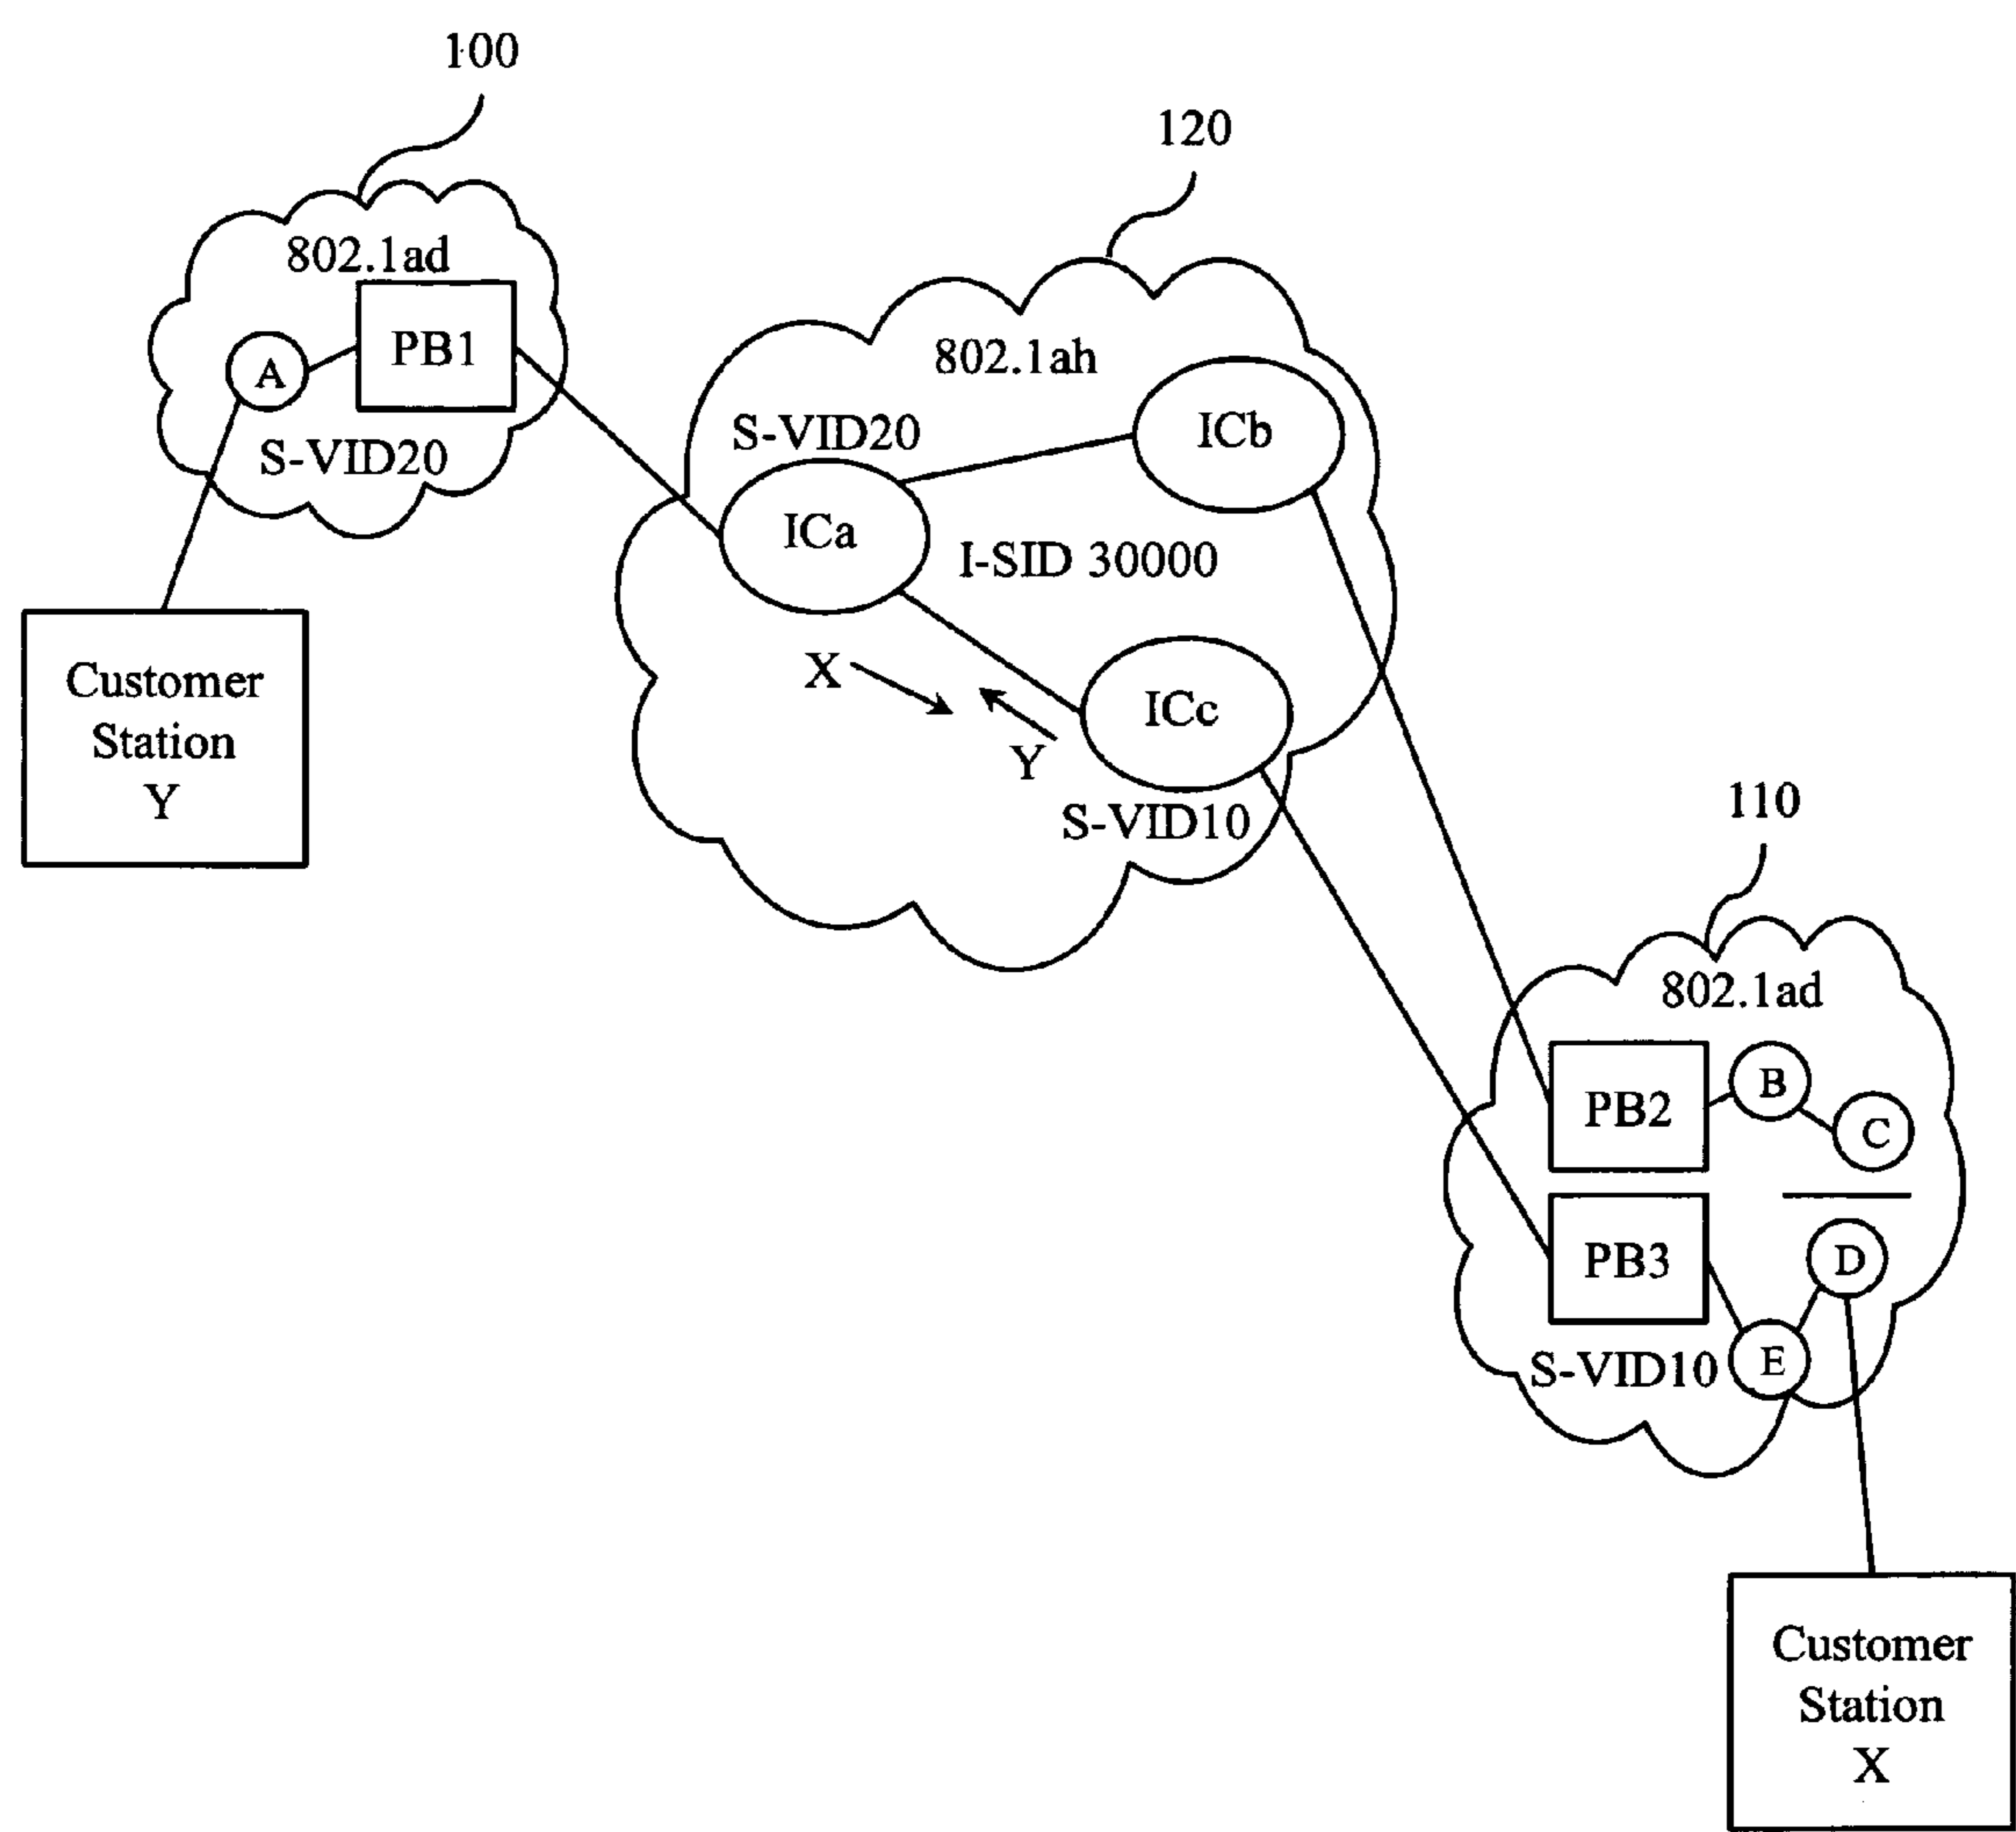 100
120
802.1ad
A
PB1
S-VID20
802.1ah
S-VID20
ICb
ICa
I-SID 30000
Customer
Station
Y
X
ICc
Y
S-VID10
110
802.1ad
PB2
B
C
PB3
D
S-VID10
E
Customer
Station
X